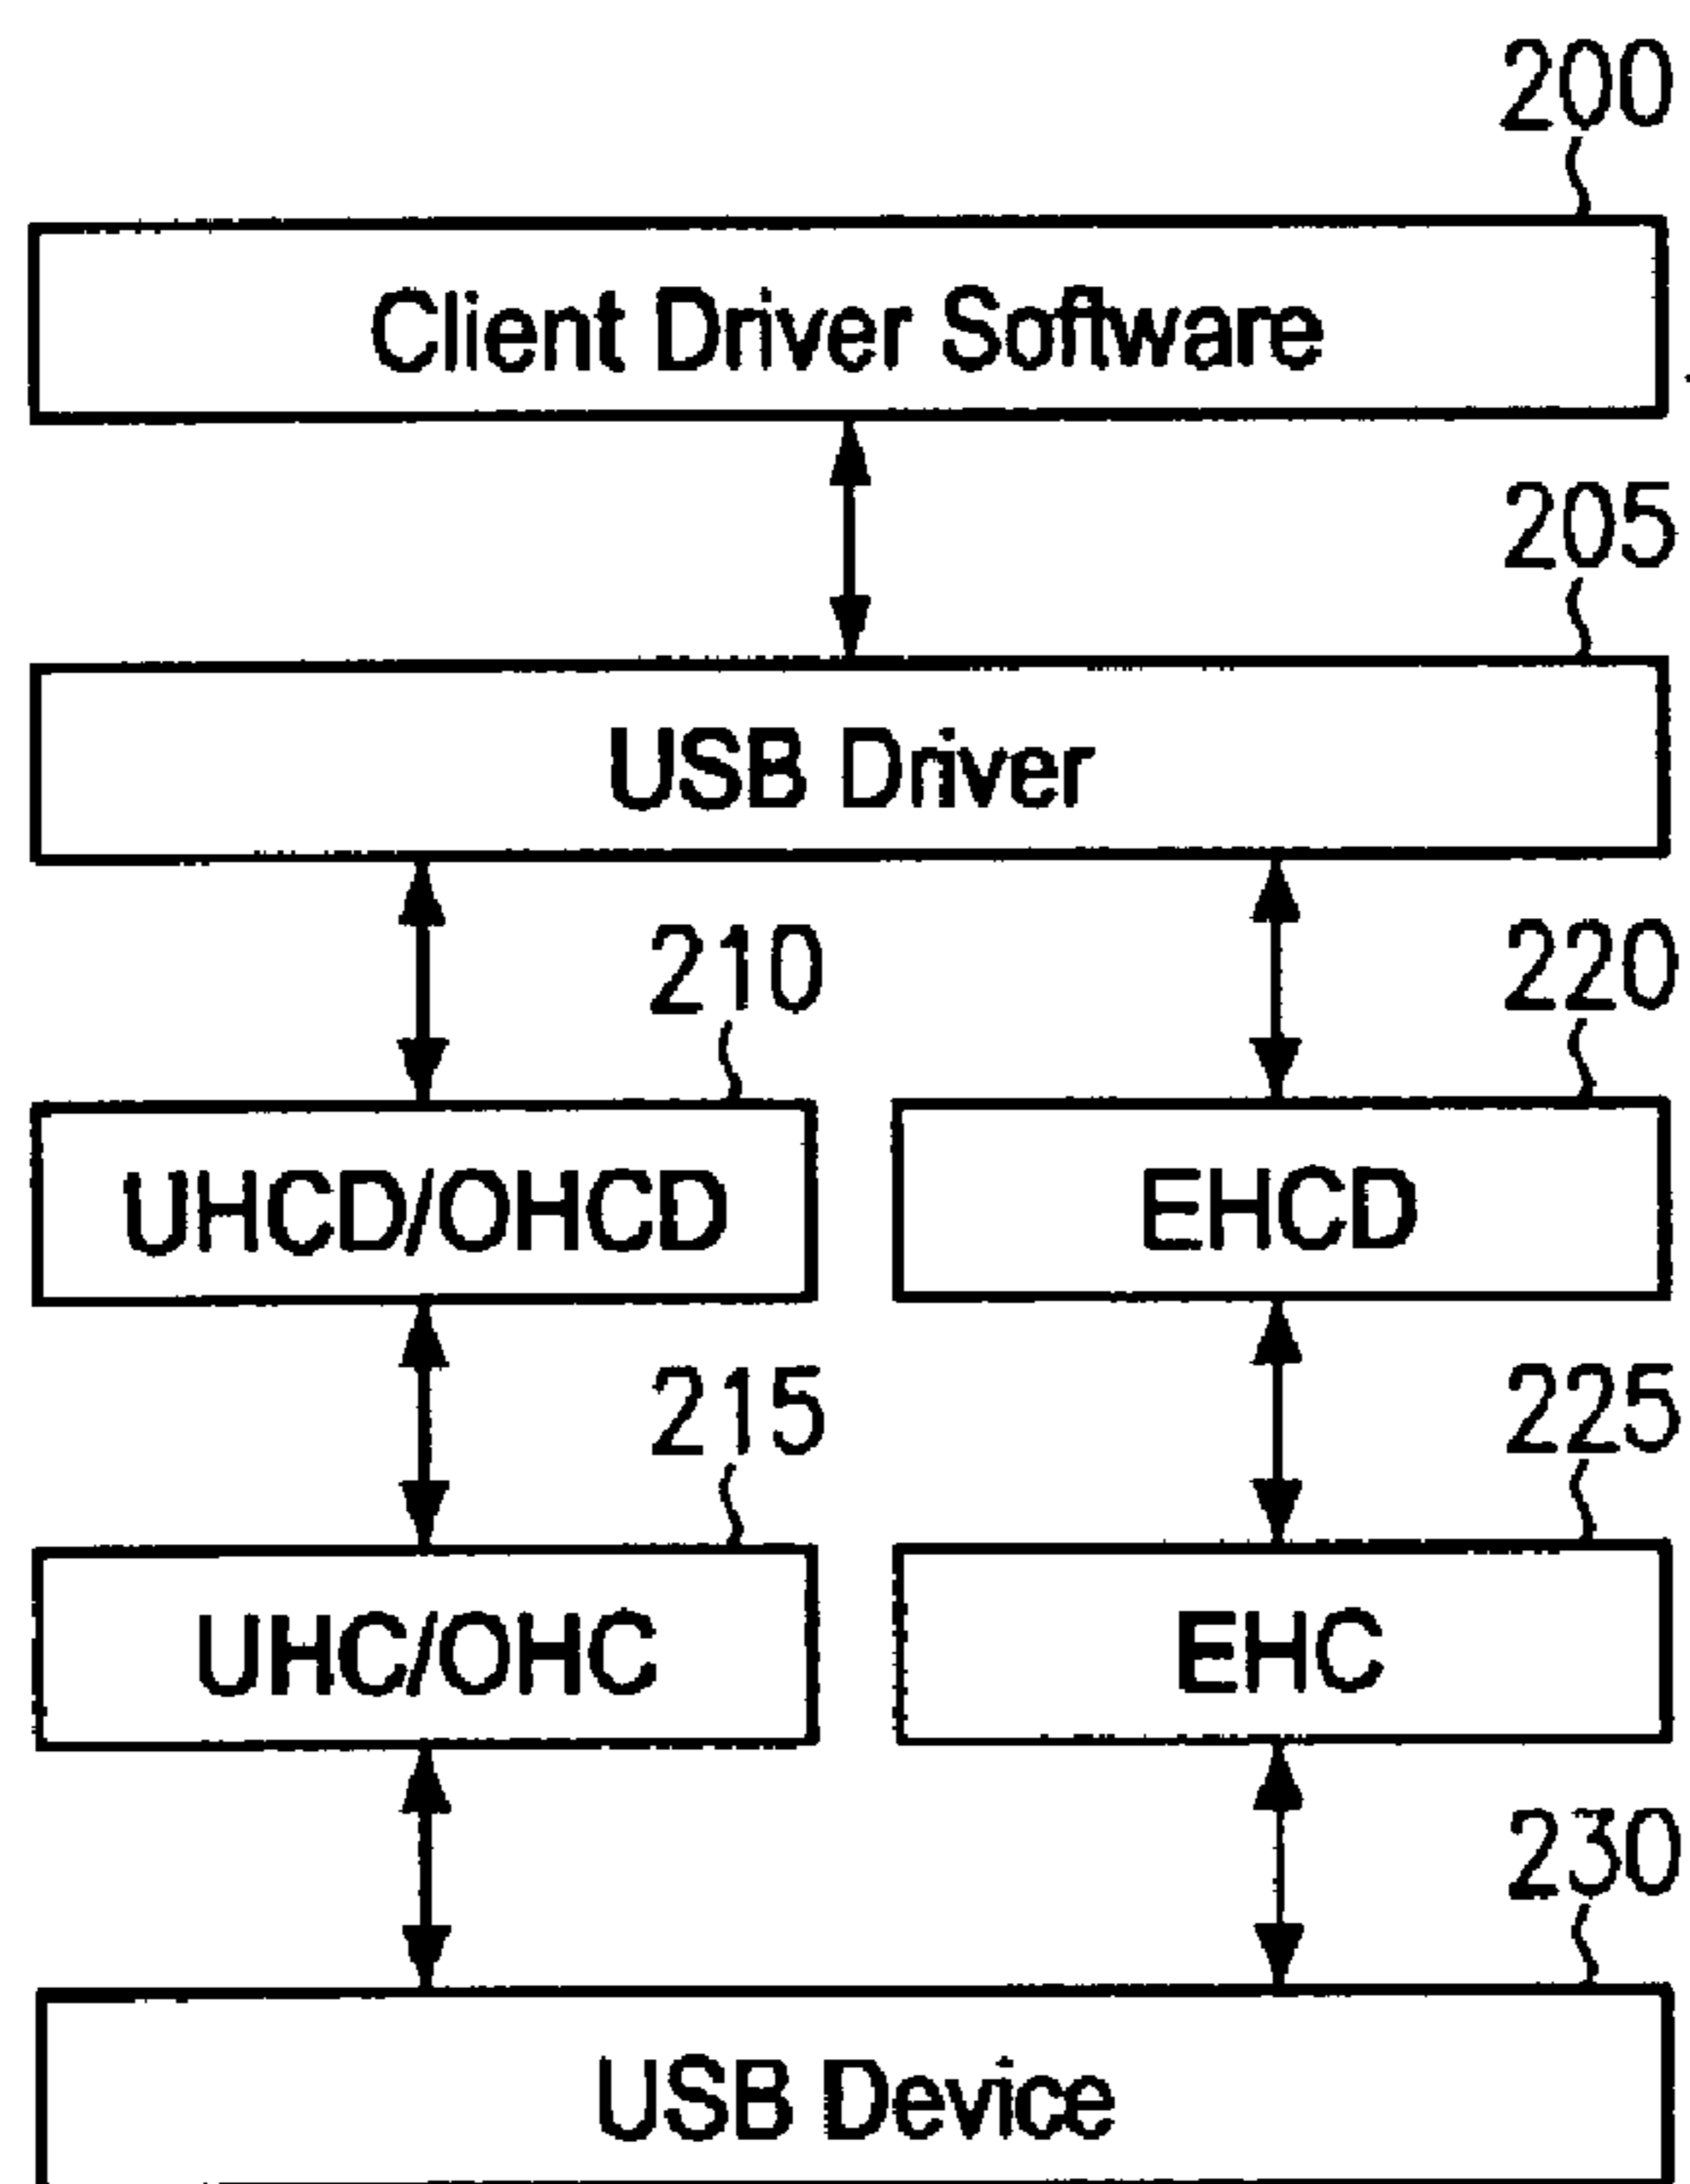 200
Client Driver Software
205
USB Driver
210
220
UHCD/OHCD
EHCD
215
225
UHC/OHC
EHC
230
USB Device